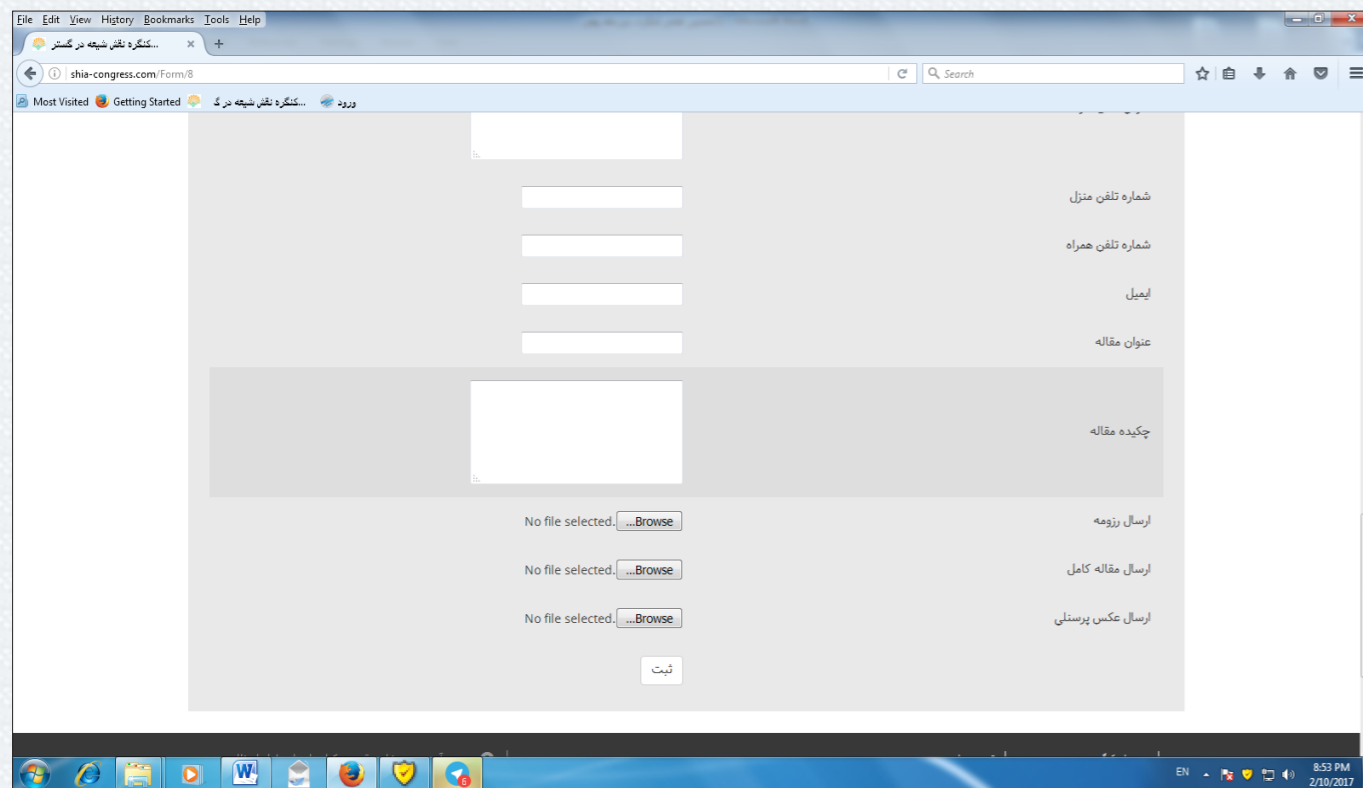 File Edit View History Bookmarks Tools Help
کنگره نقش شیعه در گستر...
shia-congress.com/Form/8
Search
Most Visited Getting Started کنگره نقش شیعه در گ... ورود
شماره تلفن منزل
شماره تلفن همراه
ایمیل
عنوان مقاله
چکیده مقاله
ارسال رزومه
Browse... No file selected.
ارسال مقاله کامل
Browse... No file selected.
ارسال عکس پرسنلی
Browse... No file selected.
ثبت
6
EN
8:53 PM
2/10/2017